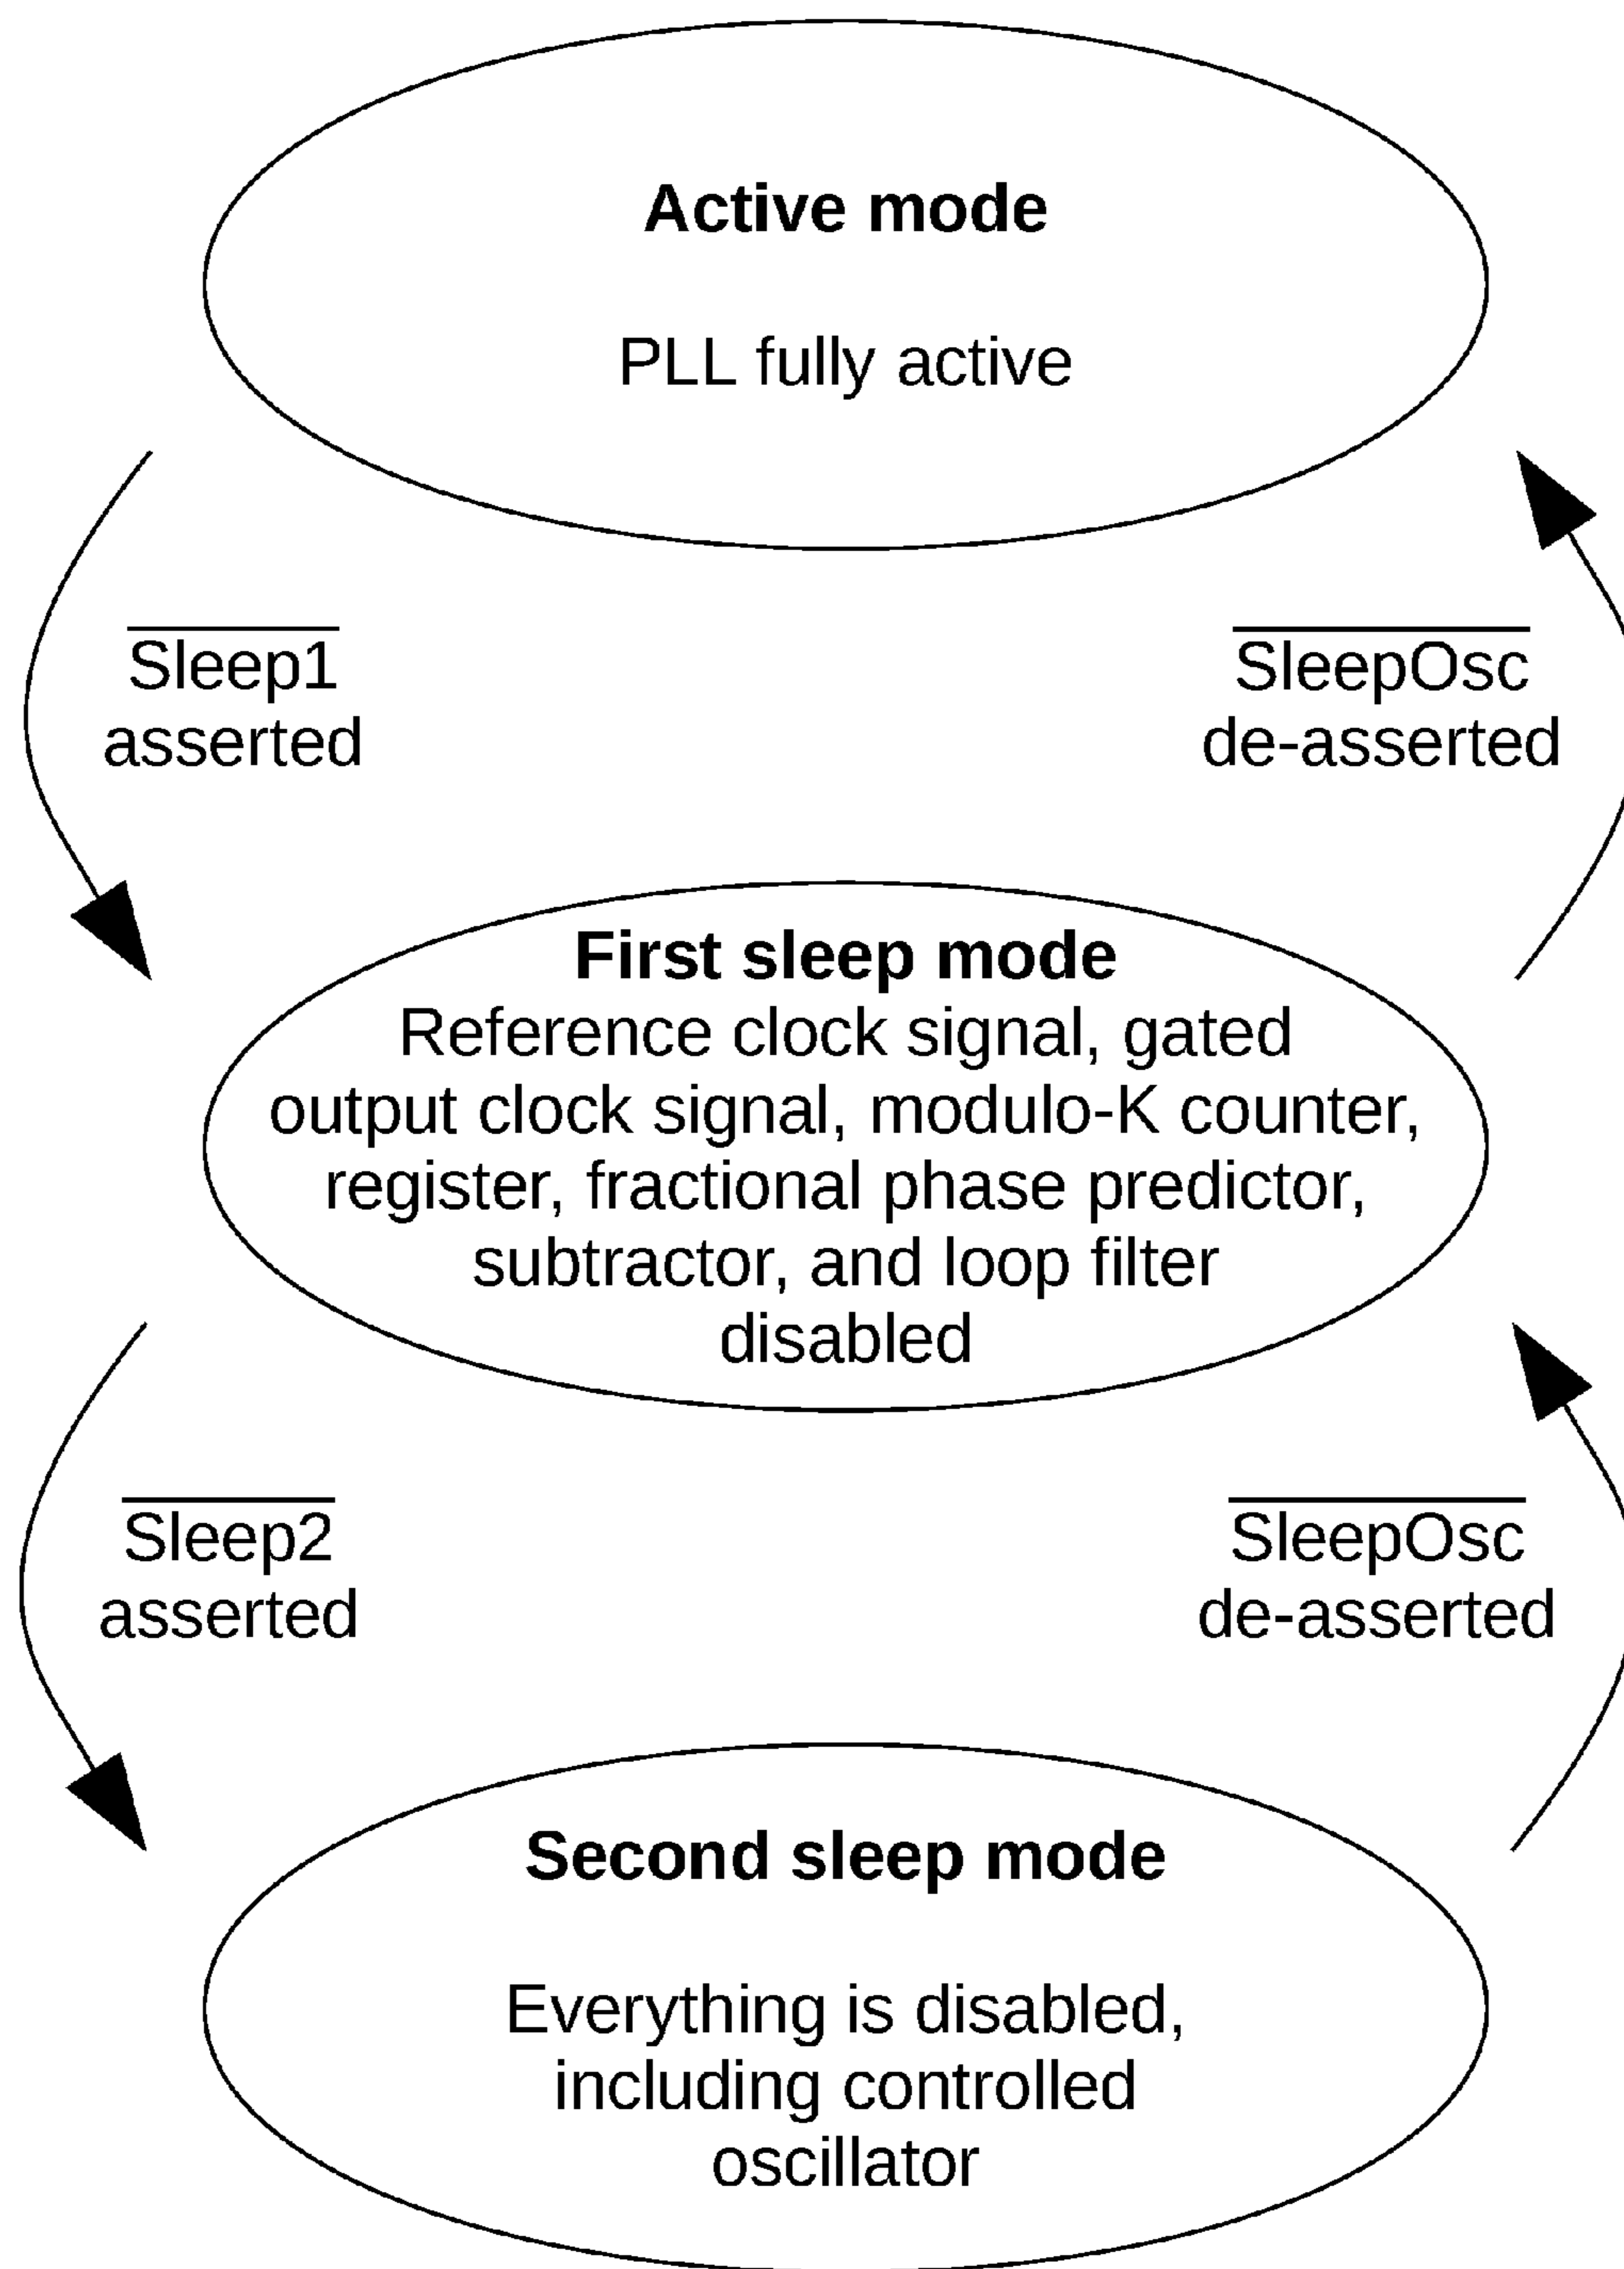 Active mode
PLL fully active
Sleep1
asserted
SleepOsc
de-asserted
First sleep mode
Reference clock signal, gated
output clock signal, modulo-K counter,
register, fractional phase predictor,
subtractor, and loop filter
disabled
Sleep2
asserted
SleepOsc
de-asserted
Second sleep mode
Everything is disabled,
including controlled
oscillator